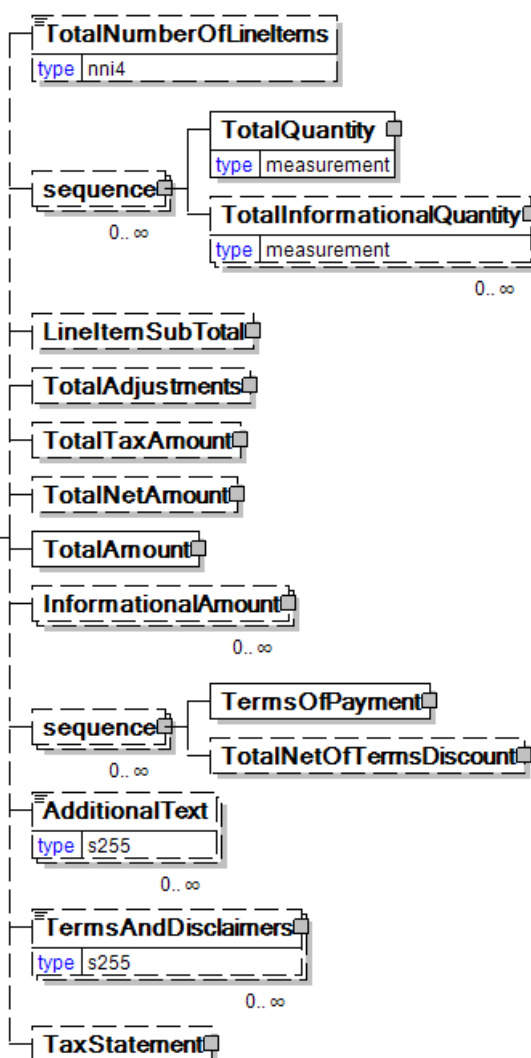 TotalNumberOfLineItems
type nni4
TotalQuantity
type measurement
sequence
0.. ∞
TotalInformationalQuantity
type measurement
0.. ∞
LineItemSubTotal
TotalAdjustments
TotalTaxAmount
TotalNetAmount
TotalAmount
InformationalAmount
0.. ∞
TermsOfPayment
sequence
0.. ∞
TotalNetOfTermsDiscount
AdditionalText
type s255
0.. ∞
TermsAndDisclaimers
type s255
0.. ∞
TaxStatement